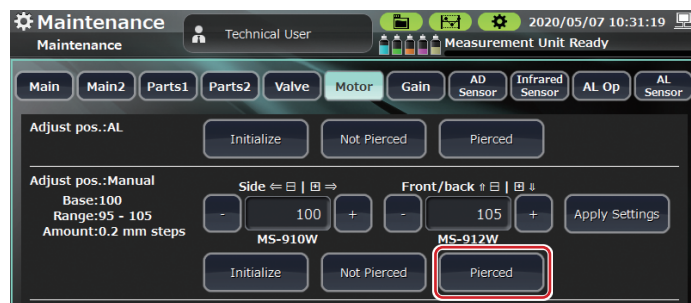 Maintenance
Technical User
2020/05/07 10:31:19
Maintenance
Measurement Unit Ready
Main Main2 Parts1 Parts2 Valve Motor Gain AD Sensor Infrared Sensor AL Op AL Sensor
Adjust pos.:AL
Initialize Not Pierced Pierced
Adjust pos.:Manual
Side ⇐ ⊟ | ⊞ ⇒ Front/back ⇑ ⊟ | ⊞ ⇓
Base:100
Range:95 - 105
- 100 + - 105 + Apply Settings
Amount:0.2 mm steps
MS-910W MS-912W
Initialize Not Pierced Pierced